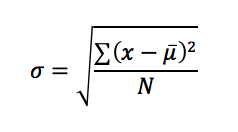 σ = √(∑(x − μ̄)² / N)